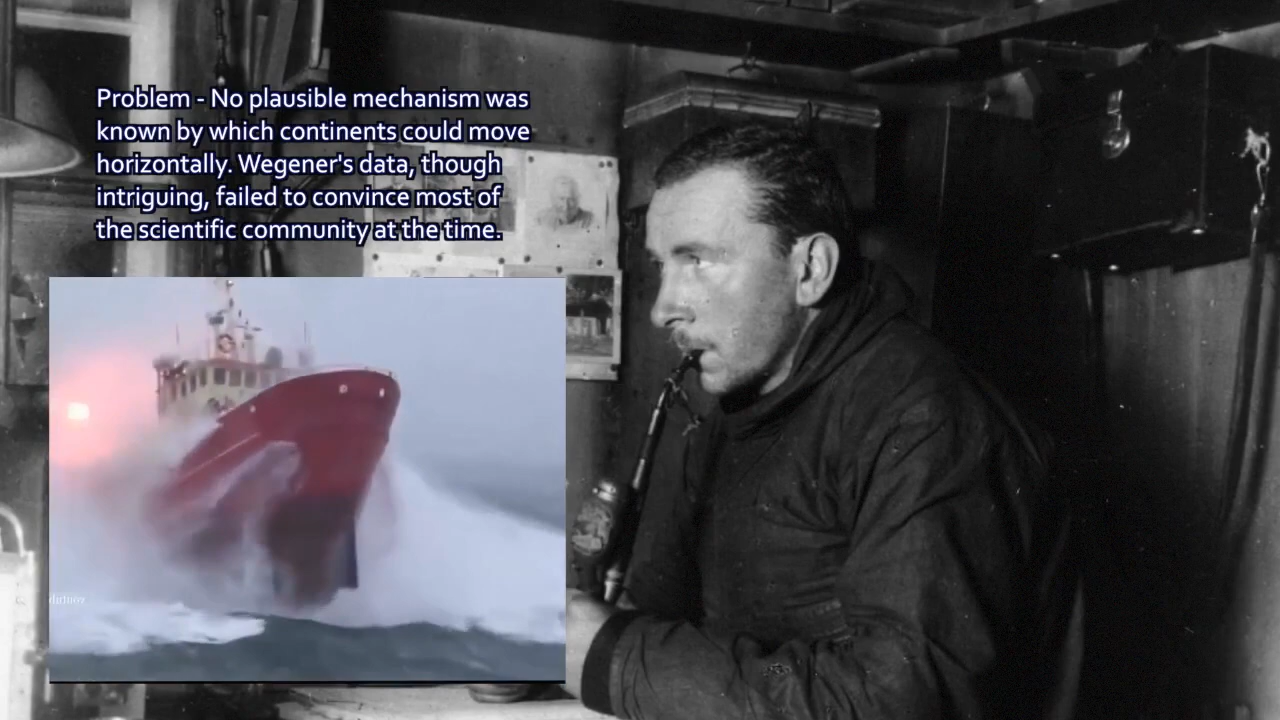 Problem - No plausible mechanism was
known by which continents could move
horizontally. Wegener's data, though
intriguing, failed to convince most of
the scientific community at the time.